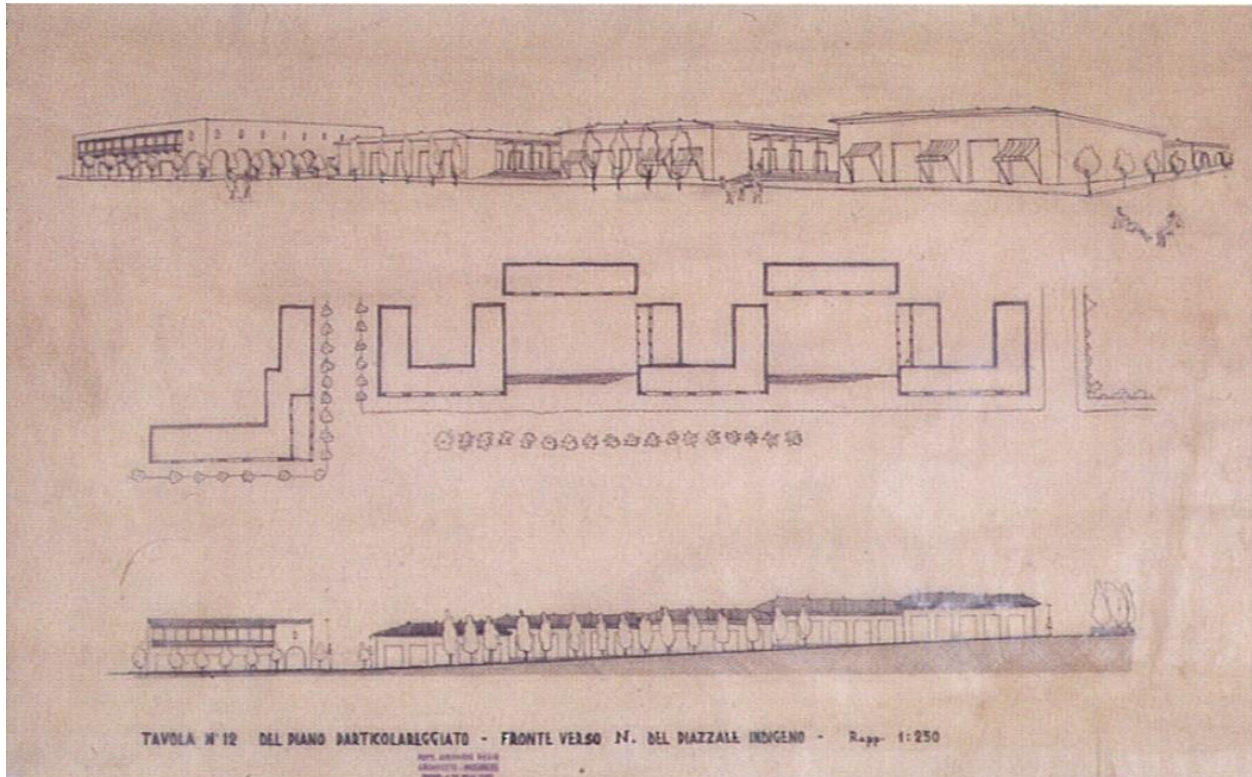 TAVOLA N° 12 DEL PIANO PARTICOLAREGGIATO - FRONTE VERSO N. DEL PIAZZALE INDIGENO - Rapp. 1:250